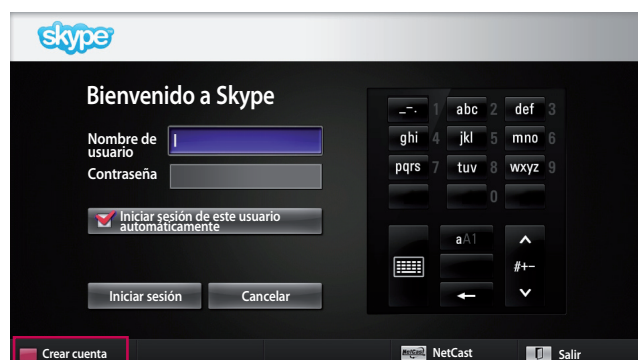 skype
Bienvenido a Skype
Nombre de
usuario
Contraseña
Iniciar sesión de este usuario
automáticamente
Iniciar sesión
Cancelar
_-. 1 abc 2 def 3
ghi 4 jkl 5 mno 6
pqrs 7 tuv 8 wxyz 9
0
aA1
#+-
Crear cuenta
NetCast NetCast
Salir